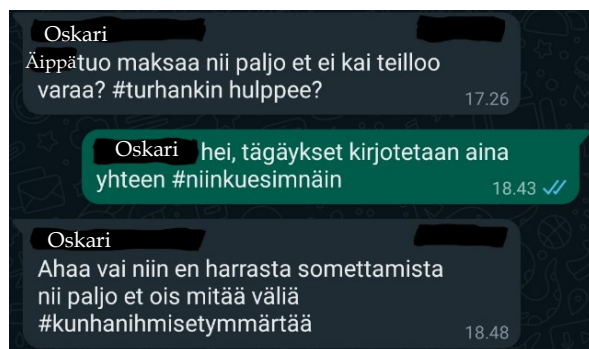 Oskari
Äippä tuo maksaa nii paljo et ei kai teilloo
varaa? #turhankin hulppee?
17.26
Oskari hei, tägäykset kirjotetaan aina
yhteen #niinkuesimnäin
18.43
Oskari
Ahaa vai niin en harrasta somettamista
nii paljo et ois mitää väliä
#kunhanihmisetymmärtää
18.48